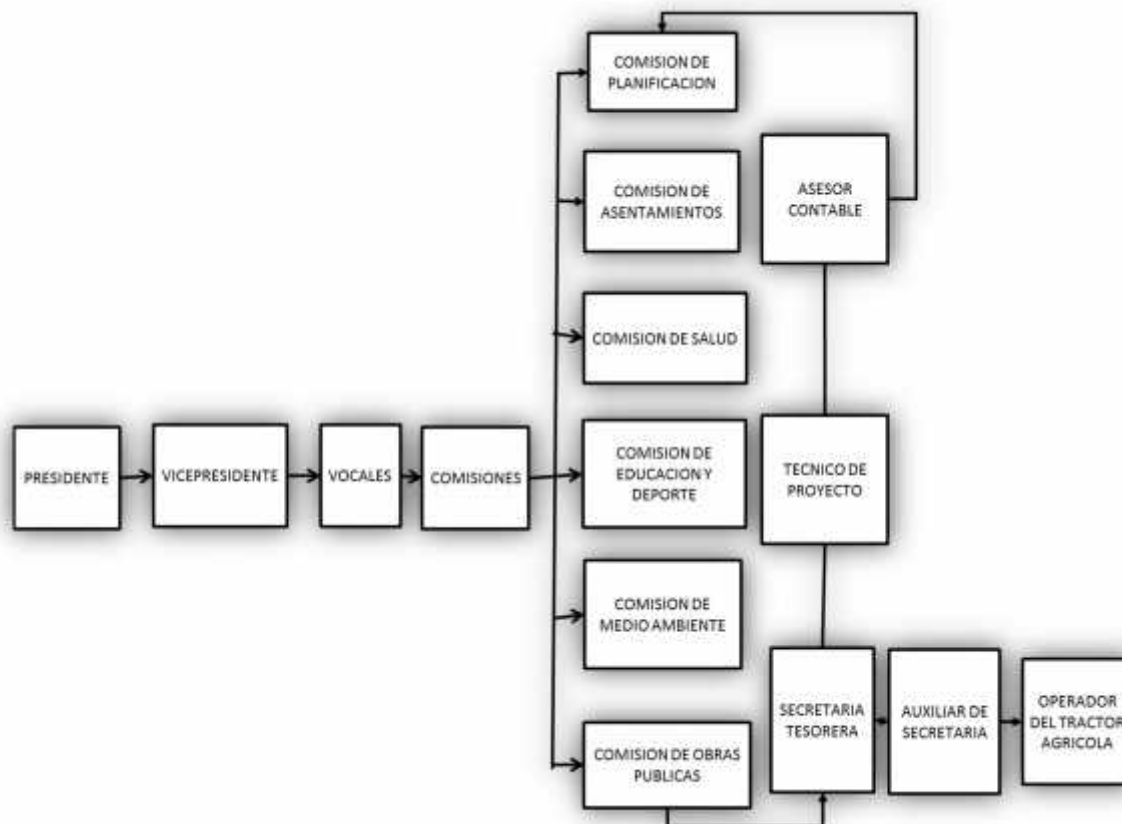 COMISION DE
PLANIFICACION
COMISION DE
ASENTAMIENTOS
ASESOR
CONTABLE
COMISION DE SALUD
PRESIDENTE
VICEPRESIDENTE
VOCALES
COMISIONES
COMISION DE
EDUCACION Y
DEPORTE
TECNICO DE
PROYECTO
COMISION DE
MEDIO AMBIENTE
COMISION DE OBRAS
PUBLICAS
SECRETARIA
TESORERA
AUXILIAR DE
SECRETARIA
OPERADOR
DEL TRACTOR
AGRICOLA